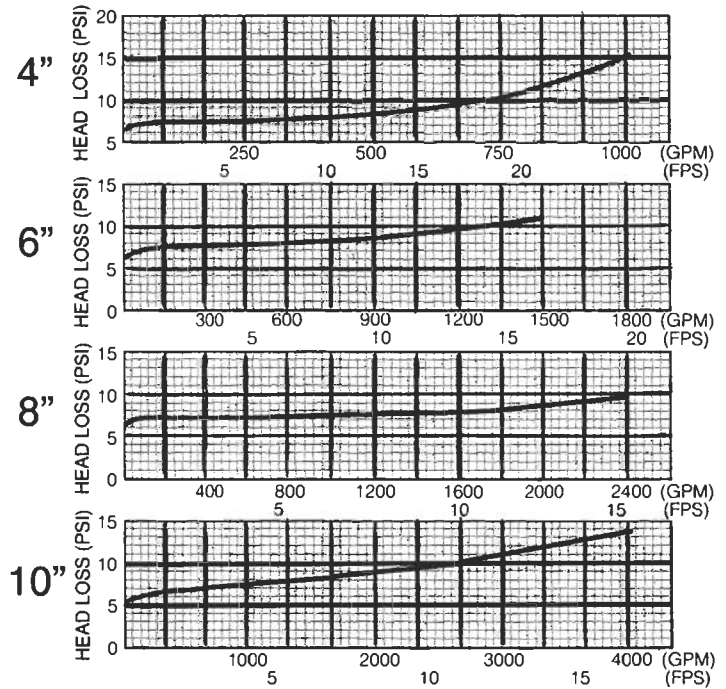 4"
HEAD LOSS (PSI)
20
15
10
5
250 500 750 1000 (GPM)
5 10 15 20 (FPS)
6"
HEAD LOSS (PSI)
15
10
5
0
300 600 900 1200 1500 1800 (GPM)
5 10 15 20 (FPS)
8"
HEAD LOSS (PSI)
15
10
5
0
400 800 1200 1600 2000 2400 (GPM)
5 10 15 (FPS)
10"
HEAD LOSS (PSI)
15
10
5
0
1000 2000 3000 4000 (GPM)
5 10 15 (FPS)